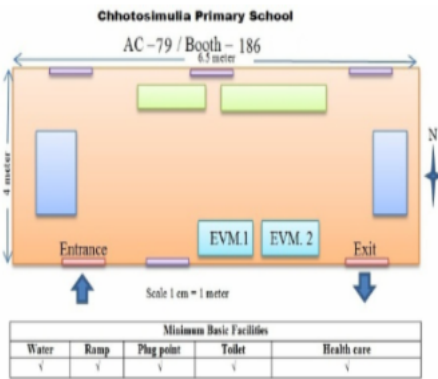 Chhotosimulia Primary School
AC -79 / Booth - 186
6.5 meter
4 meter
N
EVM.1 EVM. 2
Entrance Exit
Scale 1 cm = 1 meter
Minimum Basic Facilities
Water Ramp Plug point Toilet Health care
√ √ √ √ √